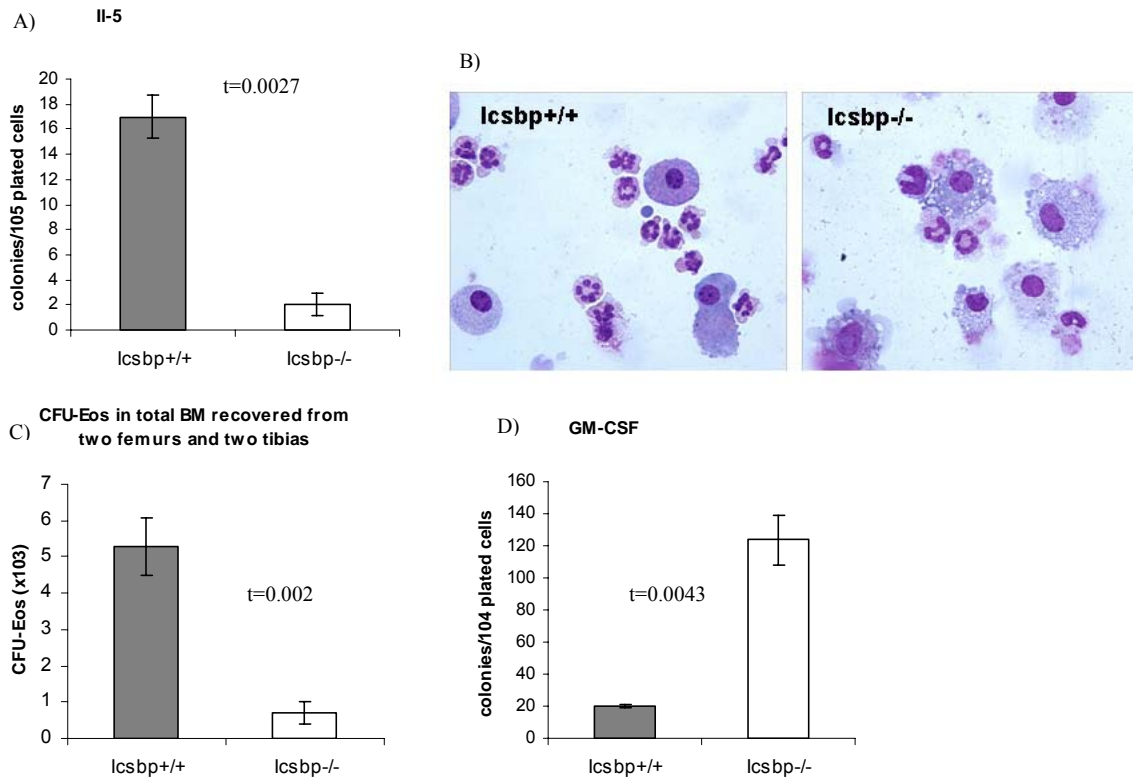 A)
Il-5
colonies/105 plated cells
20
18
16
14
12
10
8
6
4
2
0
t=0.0027
Icsbp+/+
Icsbp-/-
B)
Icsbp+/+
Icsbp-/-
C)
CFU-Eos in total BM recovered from
two femurs and two tibias
CFU-Eos (x103)
7
6
5
4
3
2
1
0
t=0.002
Icsbp+/+
Icsbp-/-
D)
GM-CSF
colonies/104 plated cells
160
140
120
100
80
60
40
20
0
t=0.0043
Icsbp+/+
Icsbp-/-